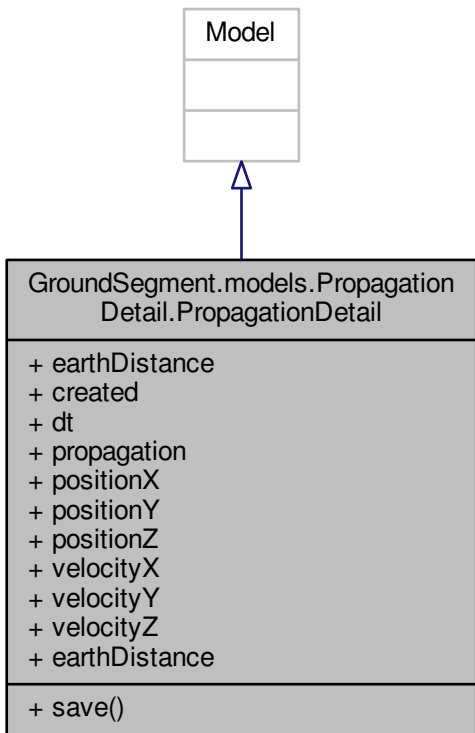 Model
GroundSegment.models.Propagation
Detail.PropagationDetail
+ earthDistance
+ created
+ dt
+ propagation
+ positionX
+ positionY
+ positionZ
+ velocityX
+ velocityY
+ velocityZ
+ earthDistance
+ save()